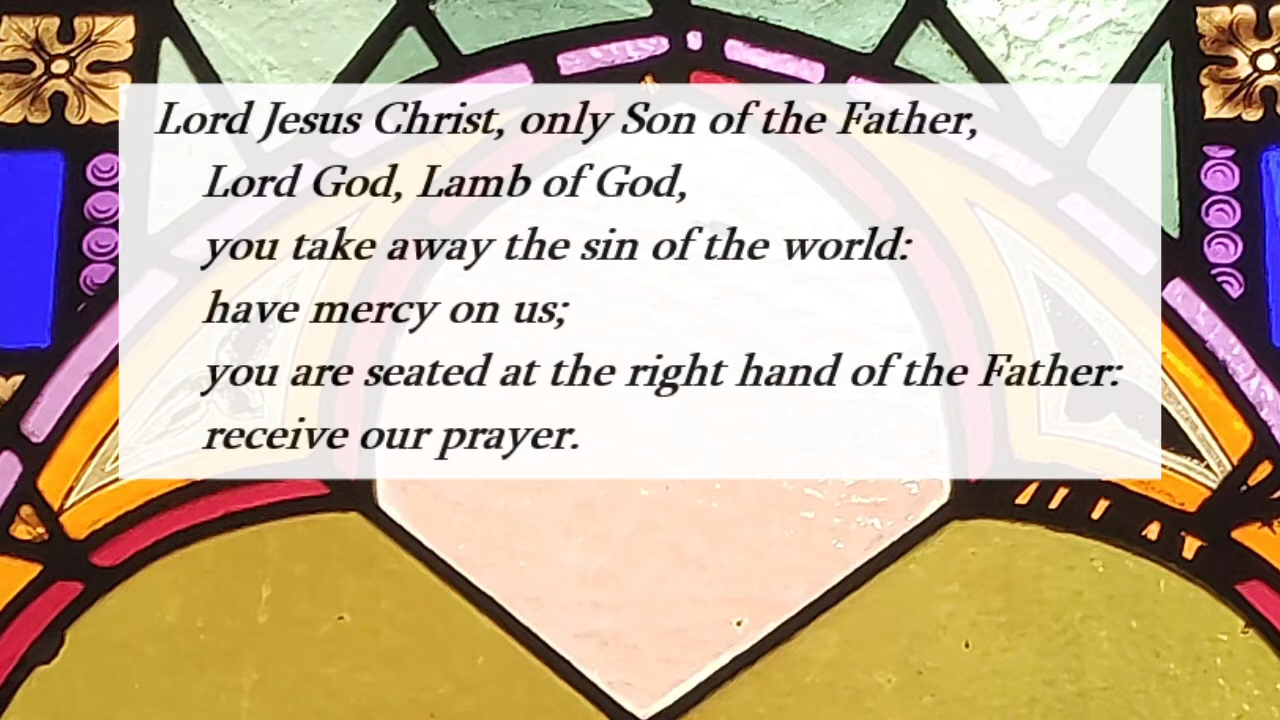 Lord Jesus Christ, only Son of the Father,
Lord God, Lamb of God,
you take away the sin of the world:
have mercy on us;
you are seated at the right hand of the Father:
receive our prayer.